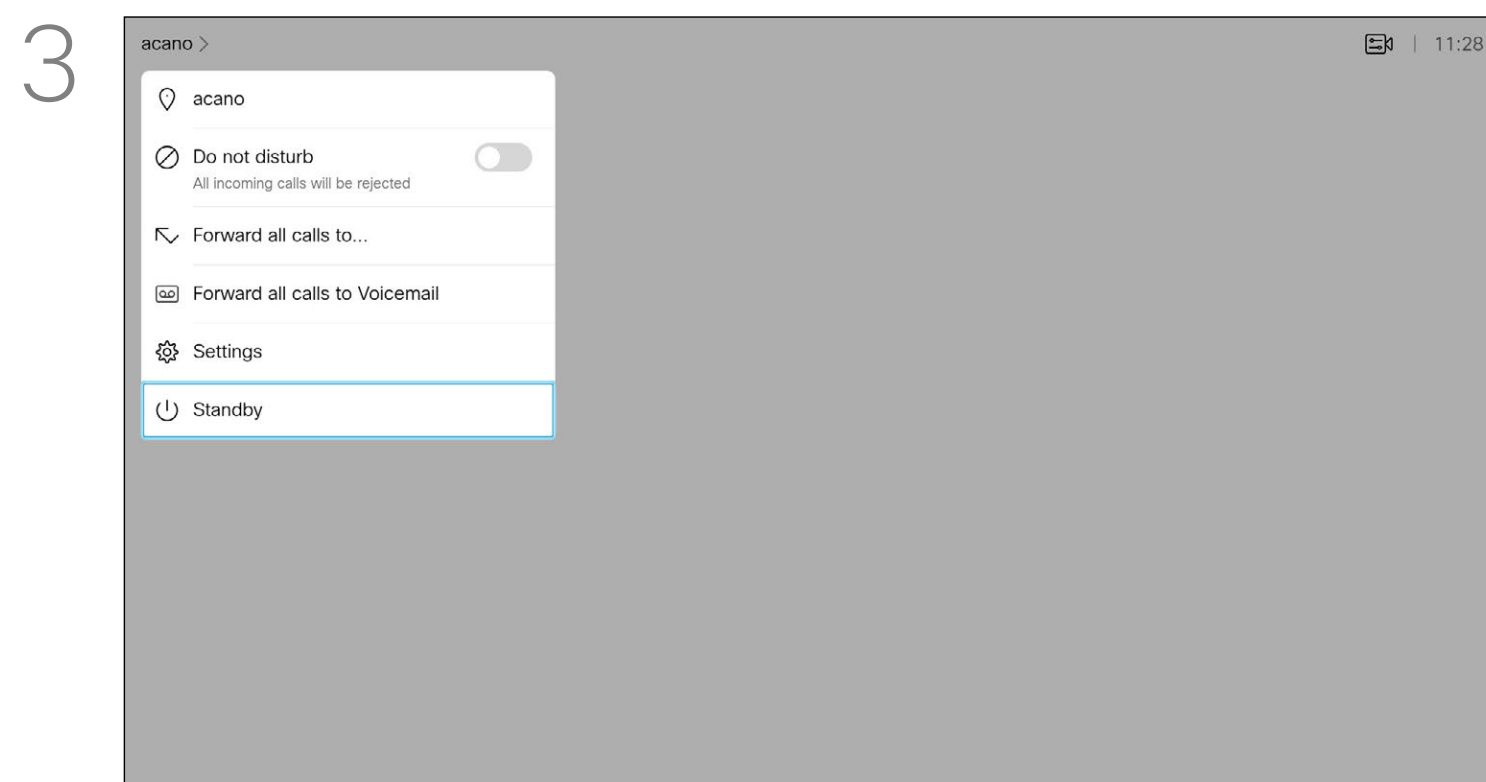 3
acano >
11:28
acano
Do not disturb
All incoming calls will be rejected
Forward all calls to...
Forward all calls to Voicemail
Settings
Standby